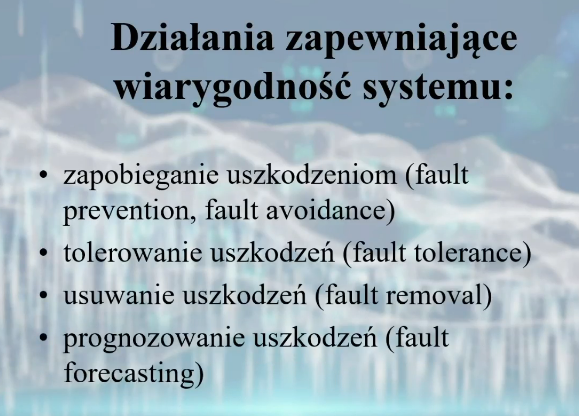 Działania zapewniające
wiarygodność systemu:
• zapobieganie uszkodzeniom (fault
prevention, fault avoidance)
• tolerowanie uszkodzeń (fault tolerance)
• usuwanie uszkodzeń (fault removal)
• prognozowanie uszkodzeń (fault
forecasting)